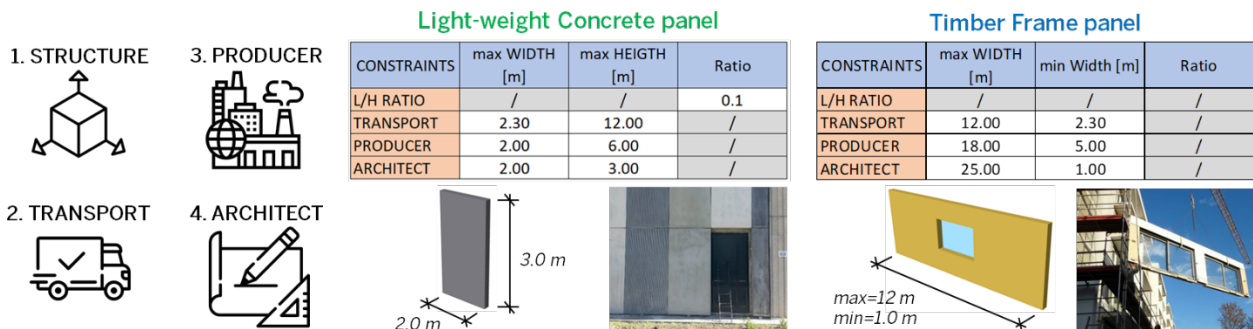 1. STRUCTURE
3. PRODUCER
2. TRANSPORT
4. ARCHITECT
Light-weight Concrete panel
CONSTRAINTS | max WIDTH [m] | max HEIGTH [m] | Ratio
L/H RATIO | / | / | 0.1
TRANSPORT | 2.30 | 12.00 | /
PRODUCER | 2.00 | 6.00 | /
ARCHITECT | 2.00 | 3.00 | /
3.0 m
2.0 m
Timber Frame panel
CONSTRAINTS | max WIDTH [m] | min Width [m] | Ratio
L/H RATIO | / | / | /
TRANSPORT | 12.00 | 2.30 | /
PRODUCER | 18.00 | 5.00 | /
ARCHITECT | 25.00 | 1.00 | /
max=12 m
min=1.0 m